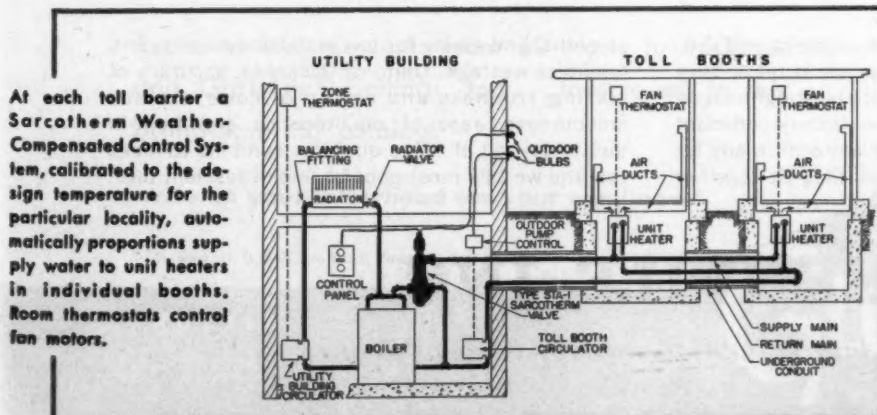 At each toll barrier a
Sarcotherm Weather-
Compensated Control Sys-
tem, calibrated to the de-
sign temperature for the
particular locality, auto-
matically proportions sup-
ply water to unit heaters
in individual booths.
Room thermostats control
fan motors.
UTILITY BUILDING
TOLL BOOTHS
ZONE
THERMOSTAT
BALANCING
FITTING
RADIATOR
VALVE
RADIATOR
OUTDOOR
BULBS
FAN
THERMOSTAT
FAN
THERMOSTAT
AIR
DUCTS
AIR
DUCTS
OUTDOOR
PUMP
CONTROL
UNIT
HEATER
UNIT
HEATER
CONTROL
PANEL
TYPE STA-1
SARCOTHERM
VALVE
BOILER
TOLL BOOTH
CIRCULATOR
UTILITY
BUILDING
CIRCULATOR
SUPPLY MAIN
RETURN MAIN
UNDERGROUND
CONDUIT